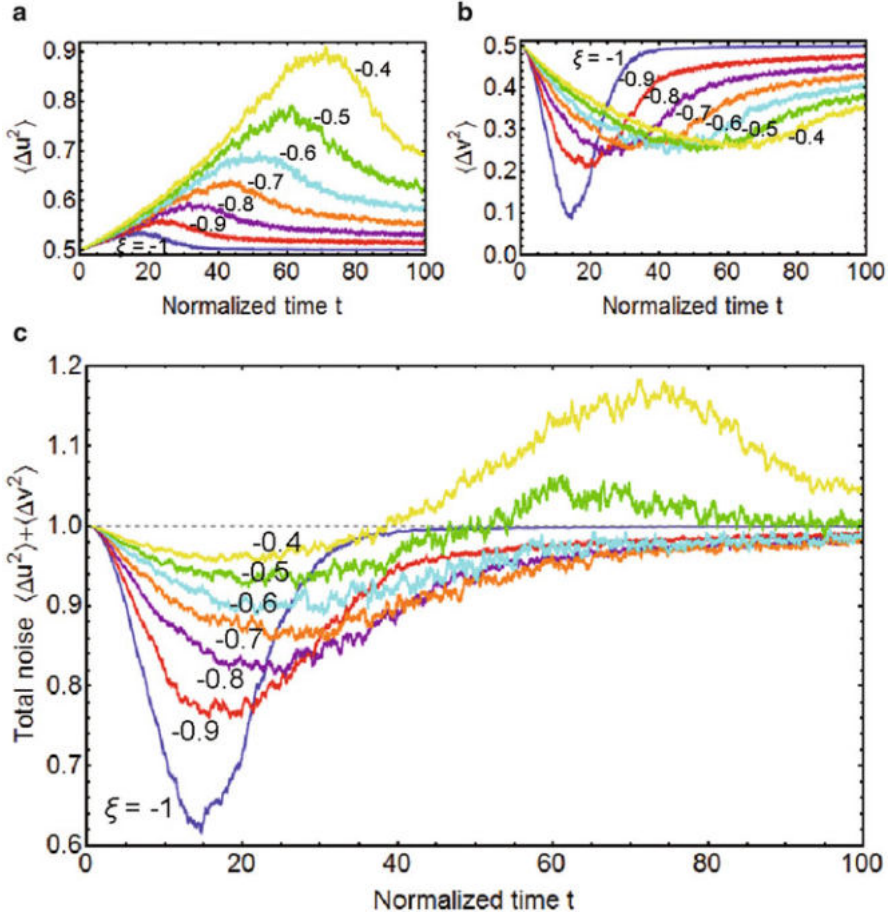 a
⟨Δu²⟩
0.9
0.8
0.7
0.6
0.5
-0.4
-0.5
-0.6
-0.7
-0.8
-0.9
ξ = -1
0 20 40 60 80 100
Normalized time t
b
⟨Δv²⟩
0.5
0.4
0.3
0.2
0.1
0.0
ξ = -1
-0.9
-0.8
-0.7
-0.6
-0.5
-0.4
0 20 40 60 80 100
Normalized time t
c
Total noise ⟨Δu²⟩+⟨Δv²⟩
1.2
1.1
1.0
0.9
0.8
0.7
0.6
-0.4
-0.5
-0.6
-0.7
-0.8
-0.9
ξ = -1
0 20 40 60 80 100
Normalized time t